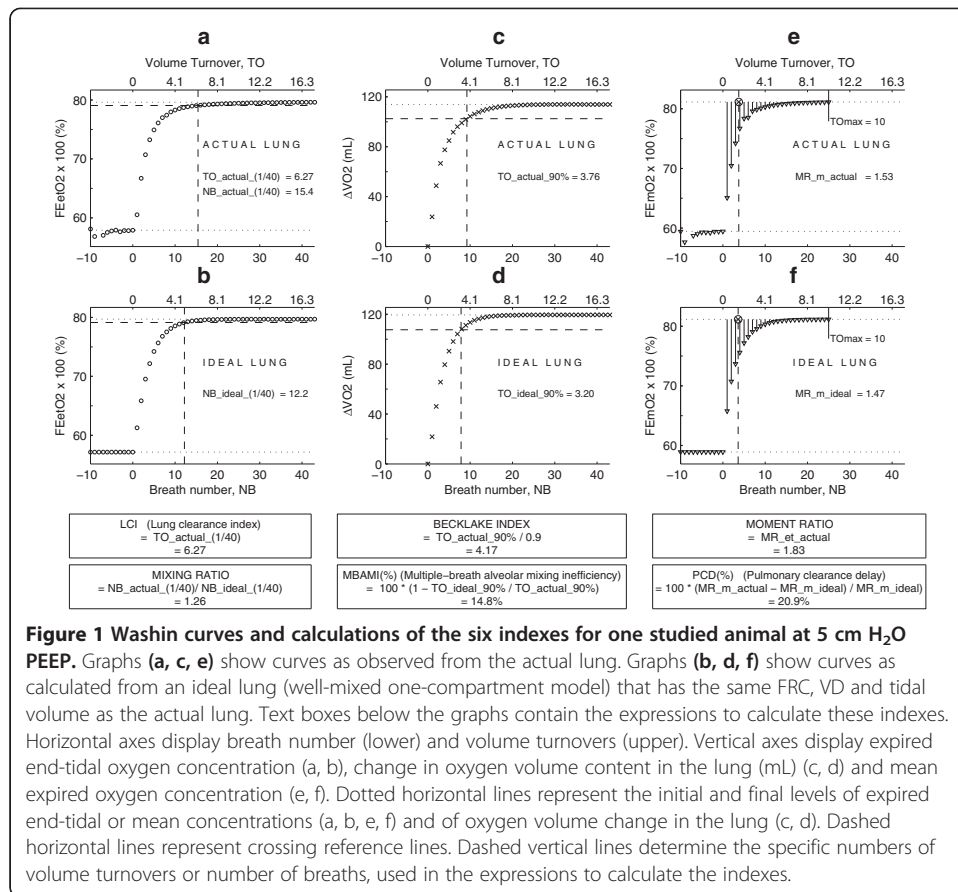 a
Volume Turnover, TO
0 4.1 8.1 12.2 16.3
80
70
60
FEetO2 x 100 (%)
ACTUAL LUNG
TO_actual_(1/40) = 6.27
NB_actual_(1/40) = 15.4
−10 0 10 20 30 40
b
0 4.1 8.1 12.2 16.3
80
70
60
FEetO2 x 100 (%)
IDEAL LUNG
NB_ideal_(1/40) = 12.2
−10 0 10 20 30 40
Breath number, NB
c
Volume Turnover, TO
0 4.1 8.1 12.2 16.3
120
80
40
0
ΔVO2 (mL)
ACTUAL LUNG
TO_actual_90% = 3.76
−10 0 10 20 30 40
d
0 4.1 8.1 12.2 16.3
120
80
40
0
ΔVO2 (mL)
IDEAL LUNG
TO_ideal_90% = 3.20
−10 0 10 20 30 40
Breath number, NB
e
Volume Turnover, TO
0 4.1 8.1 12.2 16.3
80
70
60
FEmO2 x 100 (%)
TOmax = 10
ACTUAL LUNG
MR_m_actual = 1.53
−10 0 10 20 30 40
f
0 4.1 8.1 12.2 16.3
80
70
60
FEmO2 x 100 (%)
TOmax = 10
IDEAL LUNG
MR_m_ideal = 1.47
−10 0 10 20 30 40
Breath number, NB
LCI (Lung clearance index)
= TO_actual_(1/40)
= 6.27
MIXING RATIO
= NB_actual_(1/40)/ NB_ideal_(1/40)
= 1.26
BECKLAKE INDEX
= TO_actual_90% / 0.9
= 4.17
MBAMI(%) (Multiple−breath alveolar mixing inefficiency)
= 100 * (1 − TO_ideal_90% / TO_actual_90%)
= 14.8%
MOMENT RATIO
= MR_et_actual
= 1.83
PCD(%) (Pulmonary clearance delay)
= 100 * (MR_m_actual − MR_m_ideal) / MR_m_ideal)
= 20.9%
Figure 1 Washin curves and calculations of the six indexes for one studied animal at 5 cm H₂O
PEEP. Graphs (a, c, e) show curves as observed from the actual lung. Graphs (b, d, f) show curves as
calculated from an ideal lung (well-mixed one-compartment model) that has the same FRC, VD and tidal
volume as the actual lung. Text boxes below the graphs contain the expressions to calculate these indexes.
Horizontal axes display breath number (lower) and volume turnovers (upper). Vertical axes display expired
end-tidal oxygen concentration (a, b), change in oxygen volume content in the lung (mL) (c, d) and mean
expired oxygen concentration (e, f). Dotted horizontal lines represent the initial and final levels of expired
end-tidal or mean concentrations (a, b, e, f) and of oxygen volume change in the lung (c, d). Dashed
horizontal lines represent crossing reference lines. Dashed vertical lines determine the specific numbers of
volume turnovers or number of breaths, used in the expressions to calculate the indexes.